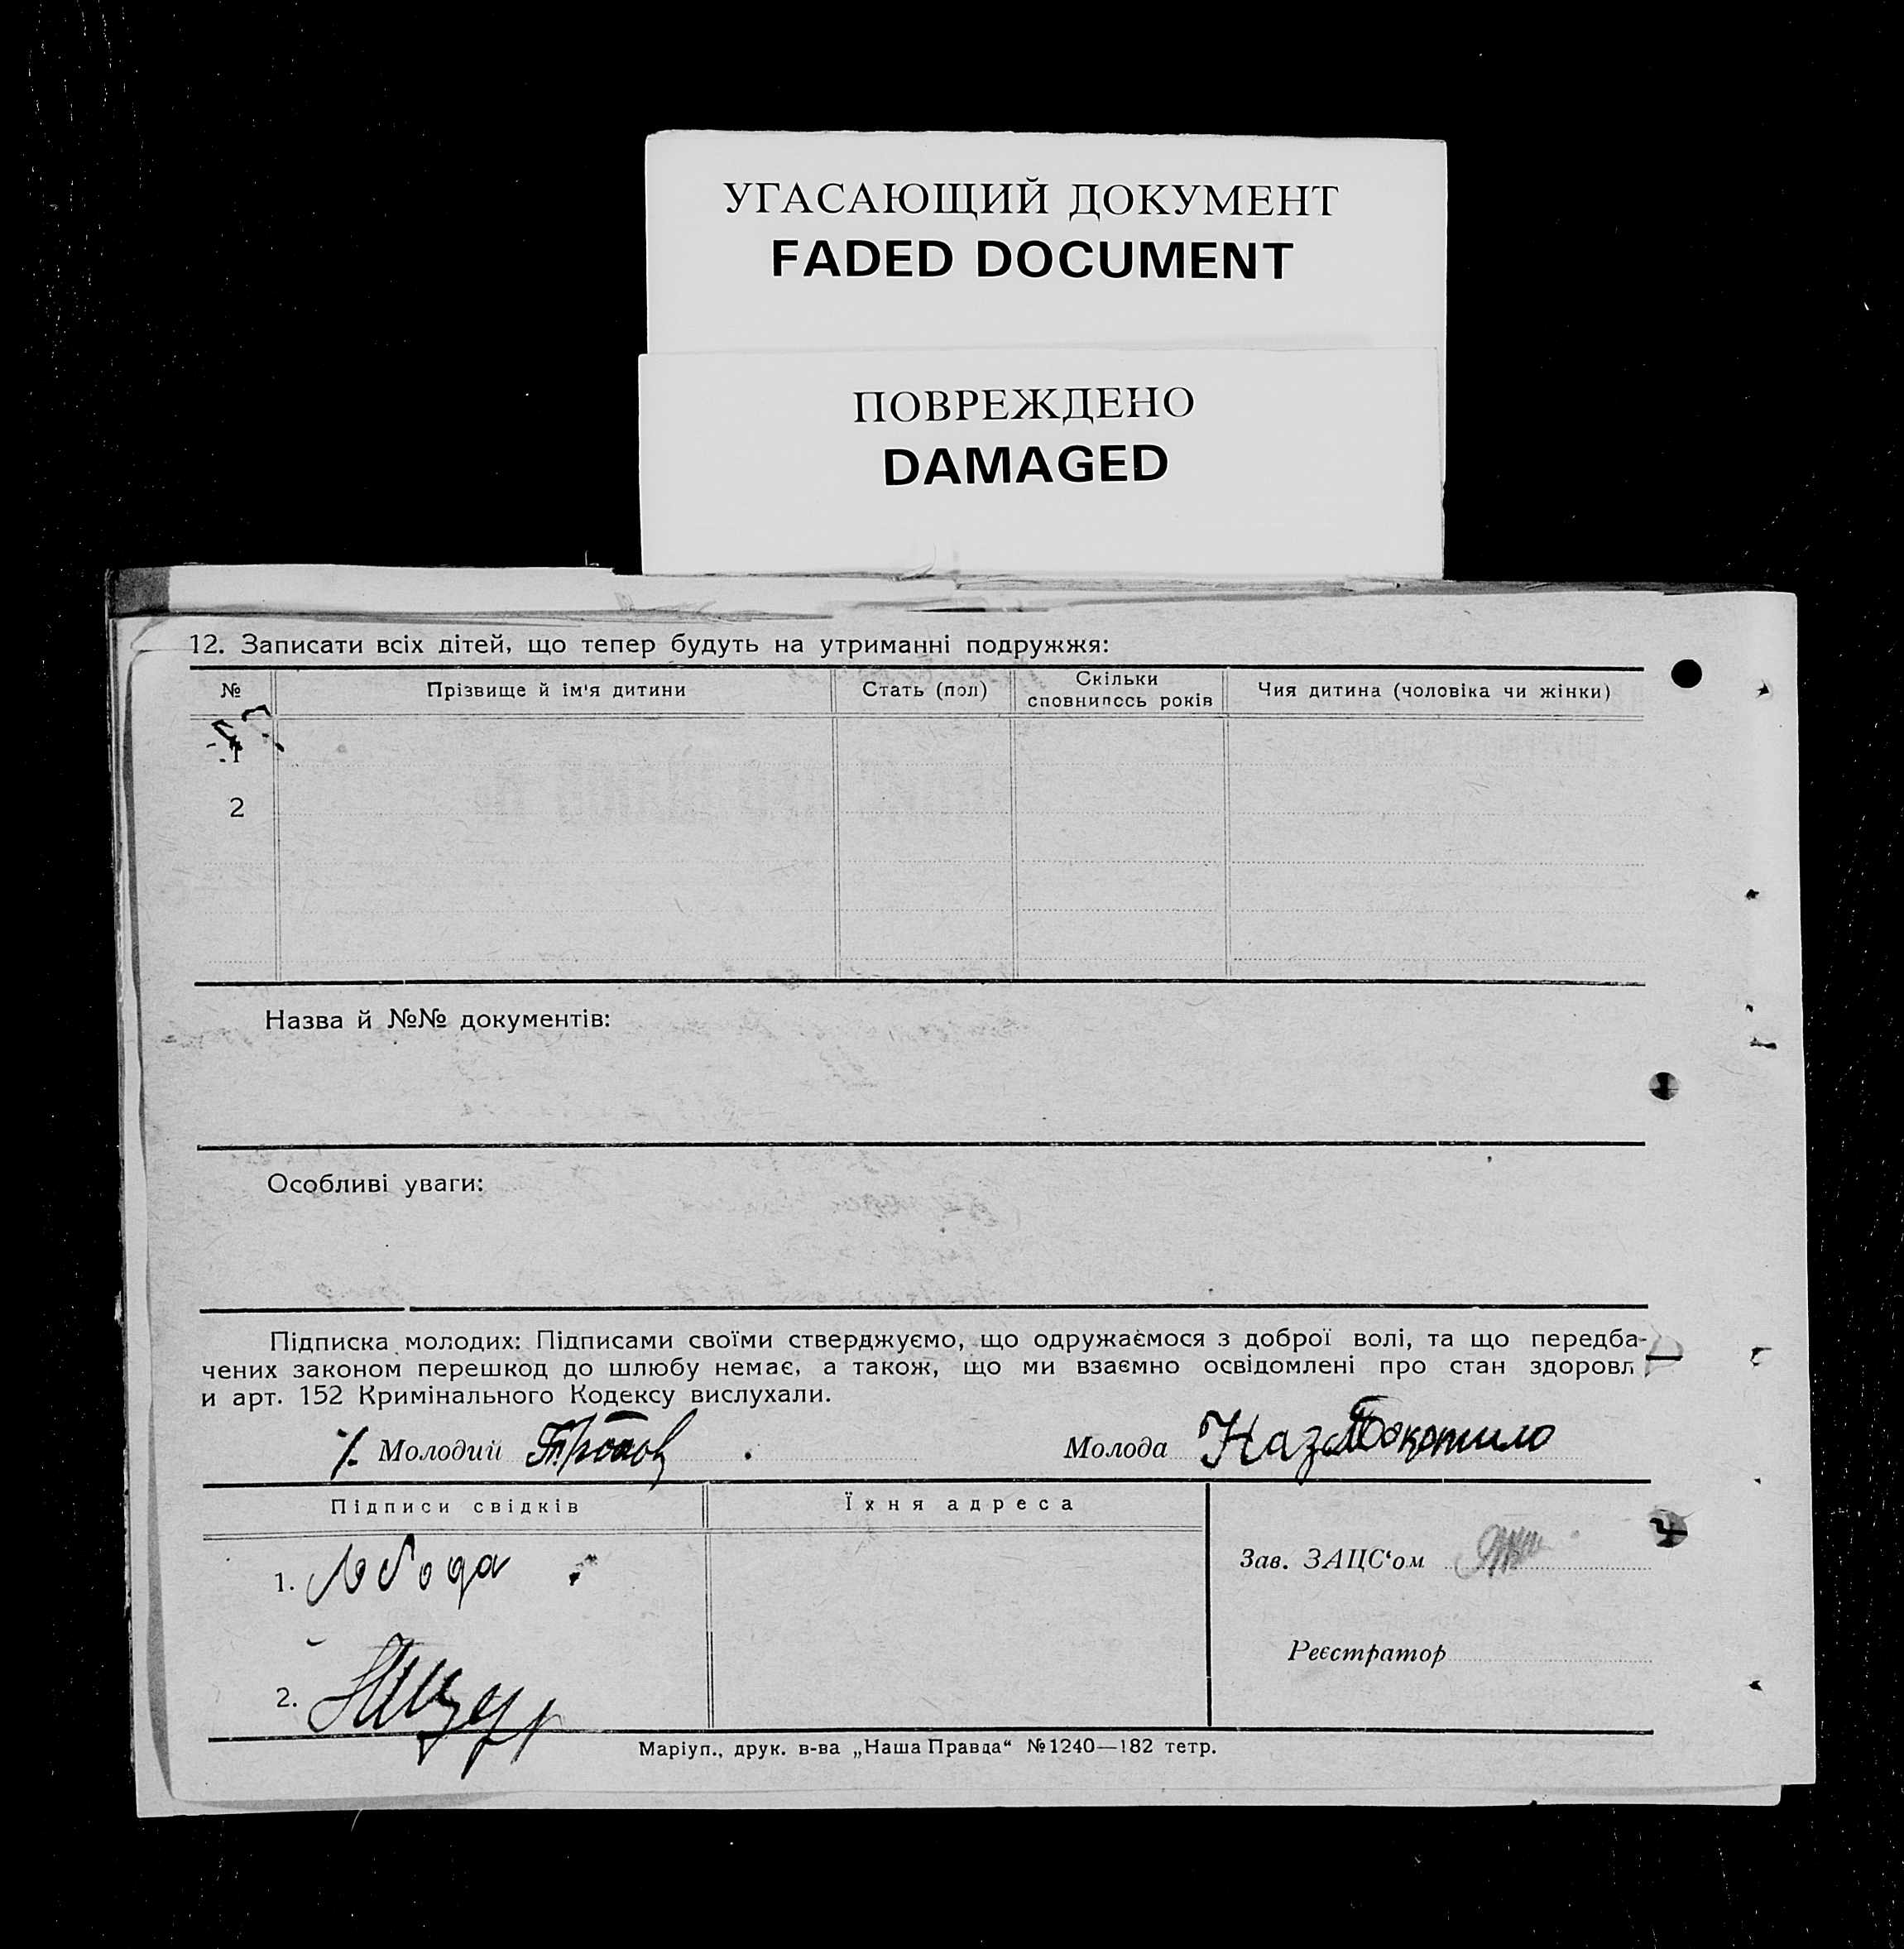 УГАСАЮЩИЙ ДОКУМЕНТ
FADED DOCUMENT
ПОВРЕЖДЕНО
DAMAGED
12. Записати всіх дітей, що тепер будуть на утриманні подружжя:
№ Прізвище й ім'я дитини Стать (пол) Скільки сповнилось років Чия дитина (чоловіка чи жінки)
1
2
Назва й №№ документів:
Особливі уваги:
Підписка молодих: Підписами своїми стверджуємо, що одружаємося з доброї волі, та що передба-
чених законом перешкод до шлюбу немає, а також, що ми взаємно освідомлені про стан здоровл
и арт. 152 Кримінального Кодексу вислухали.
Молодий Молода
Підписи свідків Їхня адреса
1. Лобода
Зав. ЗАЦС‘ом
Реєстратор
2.
Маріуп., друк. в-ва „Наша Правда“ №1240—182 тетр.